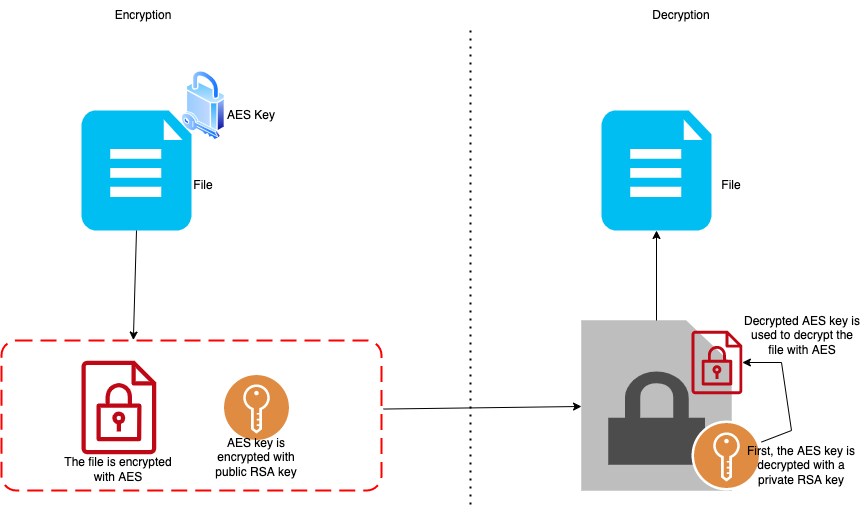 Encryption
Decryption
AES Key
File
File
The file is encrypted
with AES
AES key is
encrypted with
public RSA key
Decrypted AES key is
used to decrypt the
file with AES
First, the AES key is
decrypted with a
private RSA key